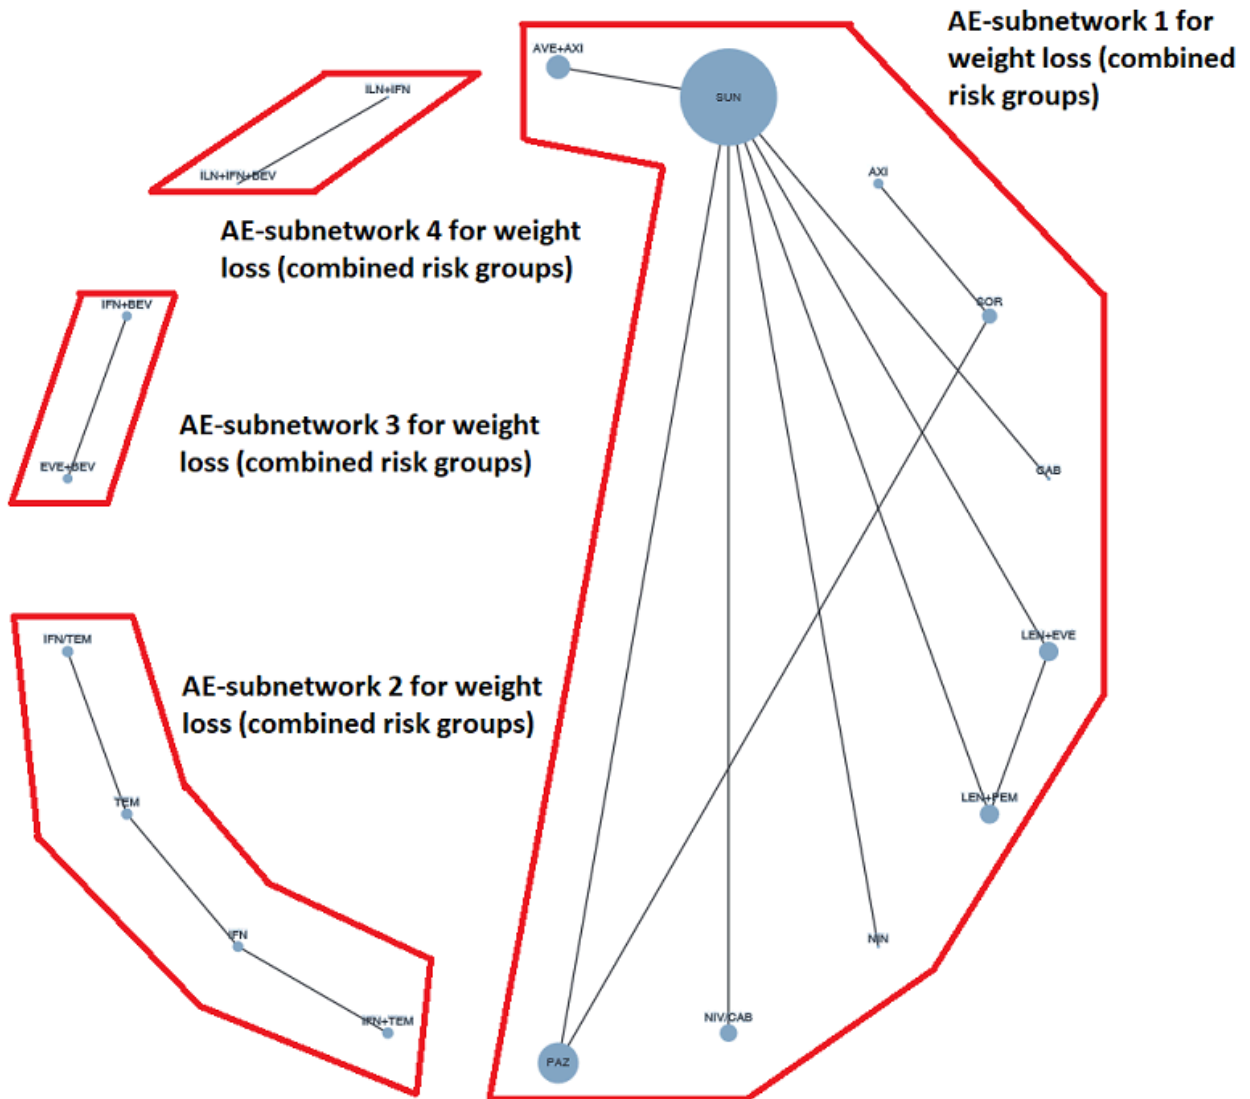 AE-subnetwork 1 for
weight loss (combined
risk groups)
AVE+AXI
SUN
ILN+IFN
ILN+IFN+BEV
AXI
AE-subnetwork 4 for weight
loss (combined risk groups)
IFN+BEV
SOR
AE-subnetwork 3 for weight
loss (combined risk groups)
EVE+BEV
CAB
IFN/TEM
LEN+EVE
AE-subnetwork 2 for weight
loss (combined risk groups)
TEM
LEN+PEM
IFN
NIN
IFN+TEM
NIV/CAB
PAZ